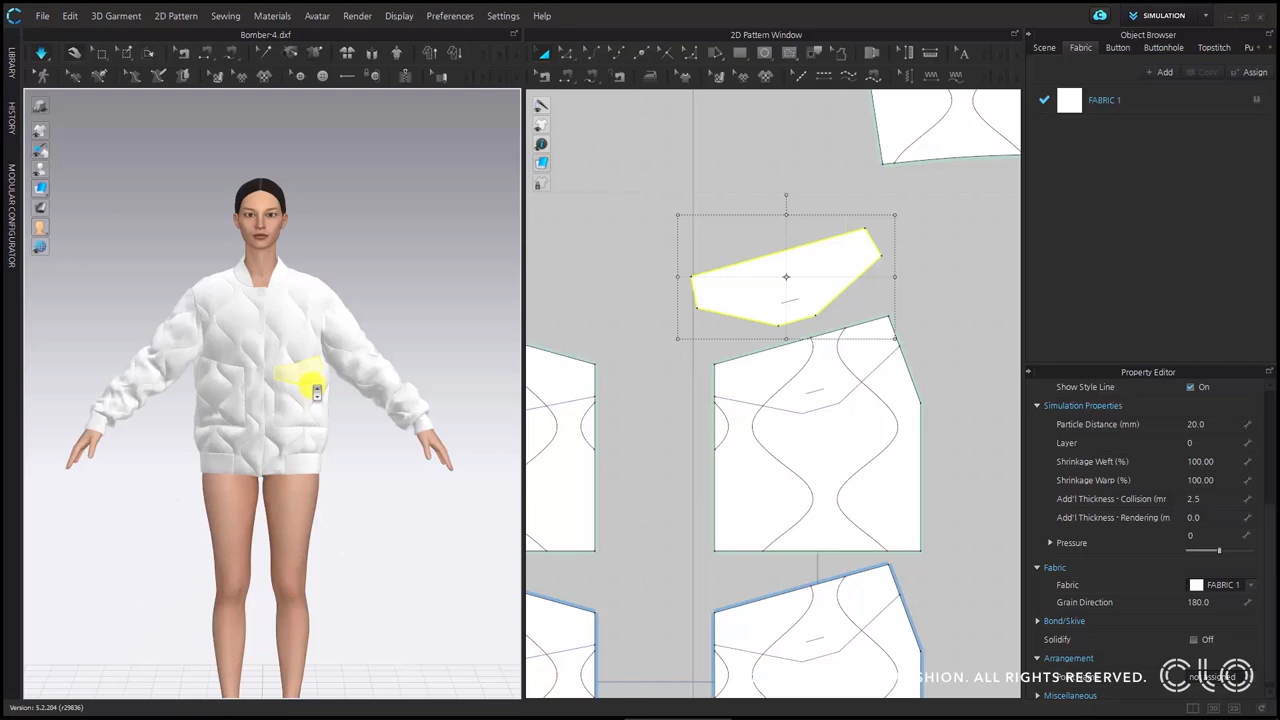 File Edit 3D Garment 2D Pattern Sewing Materials Avatar Render Display Preferences Settings Help
SIMULATION
Bomber-4.dxf
2D Pattern Window
Object Browser
Scene Fabric Button Buttonhole Topstitch Pu
+ Add Copy Assign
FABRIC 1
LIBRARY
HISTORY
MODULAR CONFIGURATOR
A
Property Editor
Show Style Line On
Simulation Properties
Particle Distance (mm) 20.0
Layer 0
Shrinkage Weft (%) 100.00
Shrinkage Warp (%) 100.00
Add'l Thickness - Collision (mr 2.5
Add'l Thickness - Rendering (m 0.0
Pressure 0
Fabric
Fabric FABRIC 1
Grain Direction 180.0
Bond/Skive
Solidify Off
Arrangement
SHION. ALL RIGHTS RESERVED. CLO
Miscellaneous
Version: 5.2.204 (r29836)
3D 2D